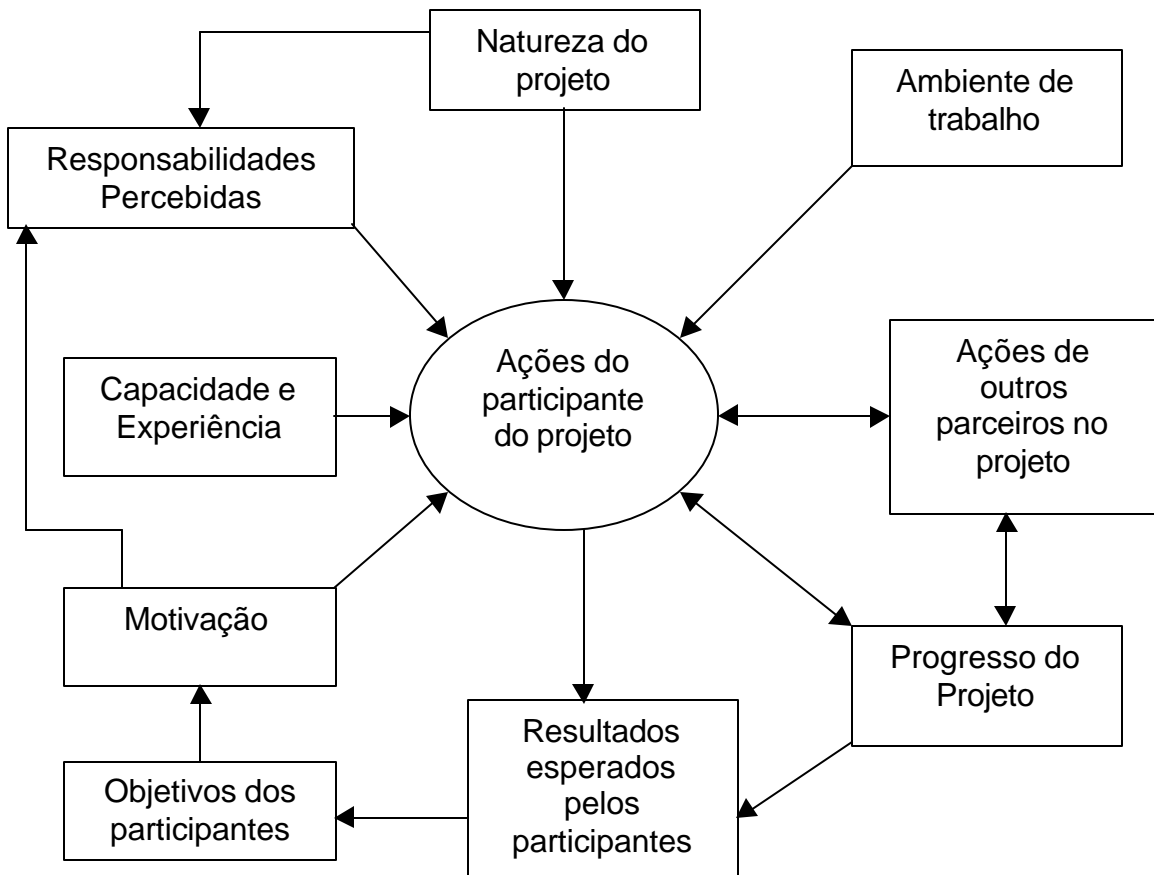 Natureza do
projeto
Ambiente de
trabalho
Responsabilidades
Percebidas
Ações do
participante
do projeto
Ações de
outros
parceiros no
projeto
Capacidade e
Experiência
Motivação
Progresso do
Projeto
Resultados
esperados
pelos
participantes
Objetivos dos
participantes